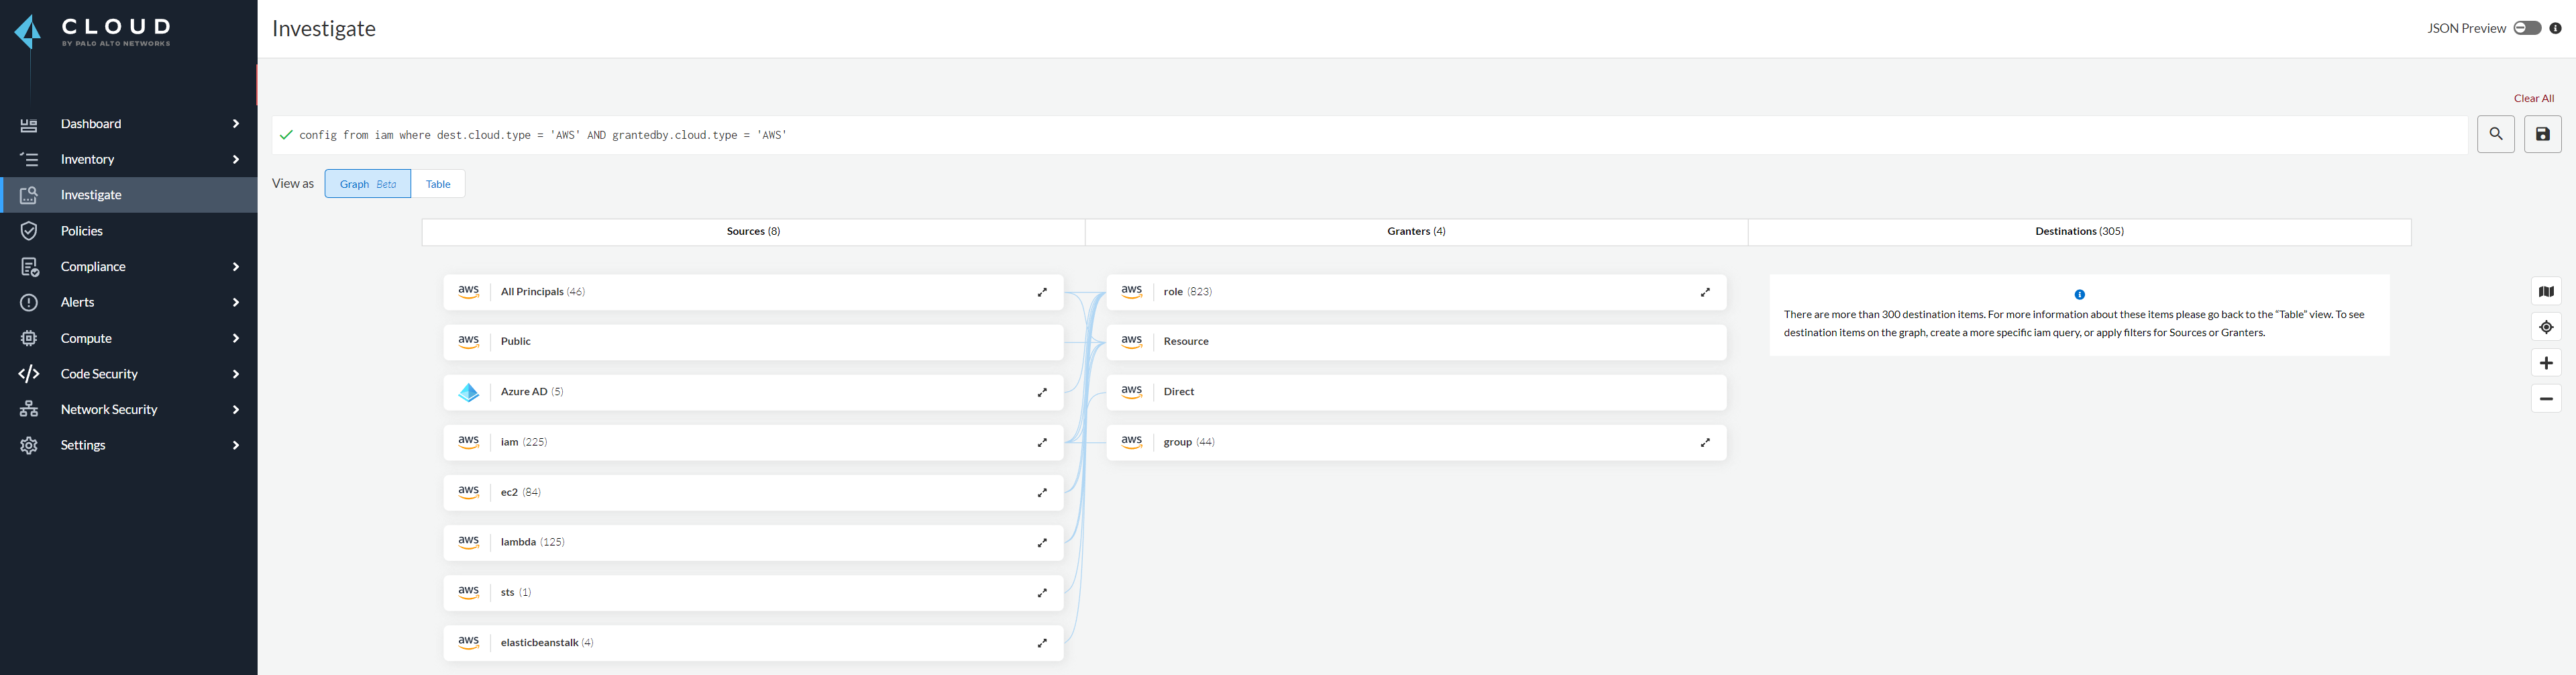 CLOUD
BY PALO ALTO NETWORKS
Dashboard
Inventory
Investigate
Policies
Compliance
Alerts
Compute
Code Security
Network Security
Settings
Investigate
JSON Preview
Clear All
config from iam where dest.cloud.type = 'AWS' AND grantedby.cloud.type = 'AWS'
View as
Graph Beta
Table
Sources (8)
Granters (4)
Destinations (305)
aws All Principals (46)
aws Public
Azure AD (5)
aws iam (225)
aws ec2 (84)
aws lambda (125)
aws sts (1)
aws elasticbeanstalk (4)
aws role (823)
aws Resource
aws Direct
aws group (44)
There are more than 300 destination items. For more information about these items please go back to the "Table" view. To see
destination items on the graph, create a more specific iam query, or apply filters for Sources or Granters.